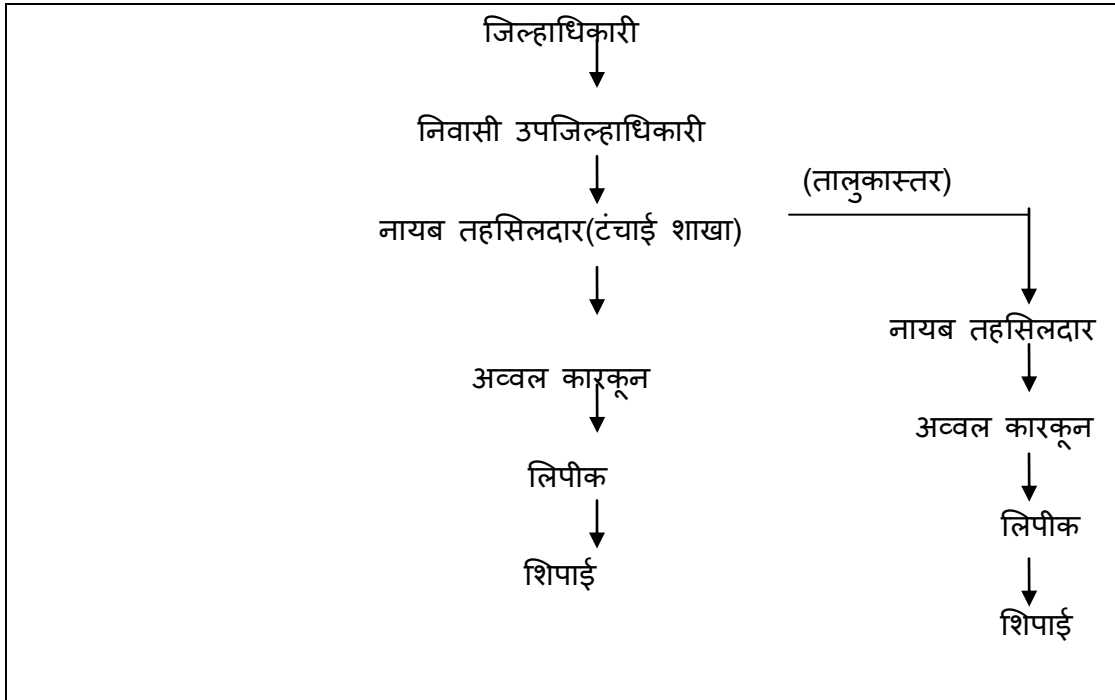 जिल्हाधिकारी
निवासी उपजिल्हाधिकारी
(तालुकास्तर)
नायब तहसिलदार(टंचाई शाखा)
नायब तहसिलदार
अव्वल कारकून
अव्वल कारकून
लिपीक
लिपीक
शिपाई
शिपाई